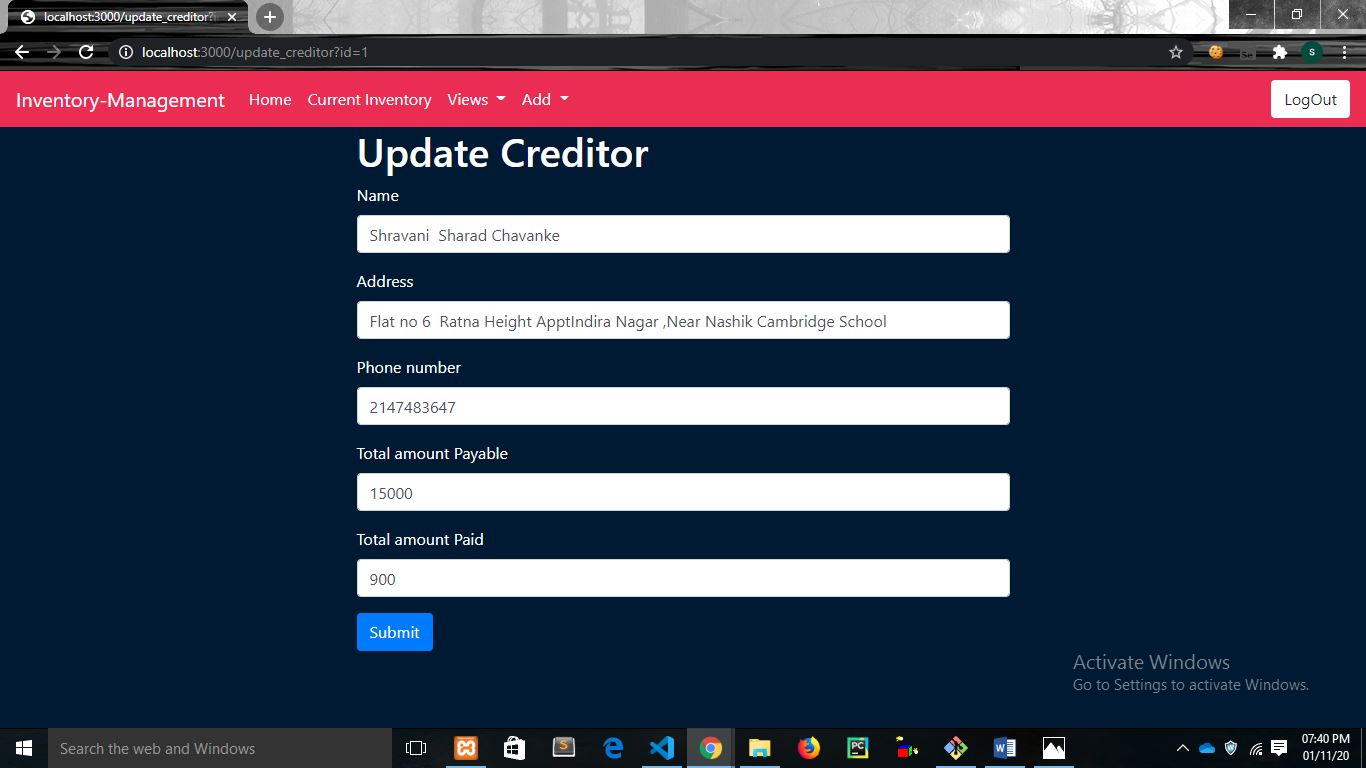 localhost:3000/update_creditor?i
localhost:3000/update_creditor?id=1
s
Inventory-Management Home Current Inventory Views Add LogOut
Update Creditor
Name
Shravani  Sharad Chavanke
Address
Flat no 6  Ratna Height ApptIndira Nagar ,Near Nashik Cambridge School
Phone number
2147483647
Total amount Payable
15000
Total amount Paid
900
Submit
Activate Windows
Go to Settings to activate Windows.
Search the web and Windows
S
PC
W
07:40 PM
01/11/20